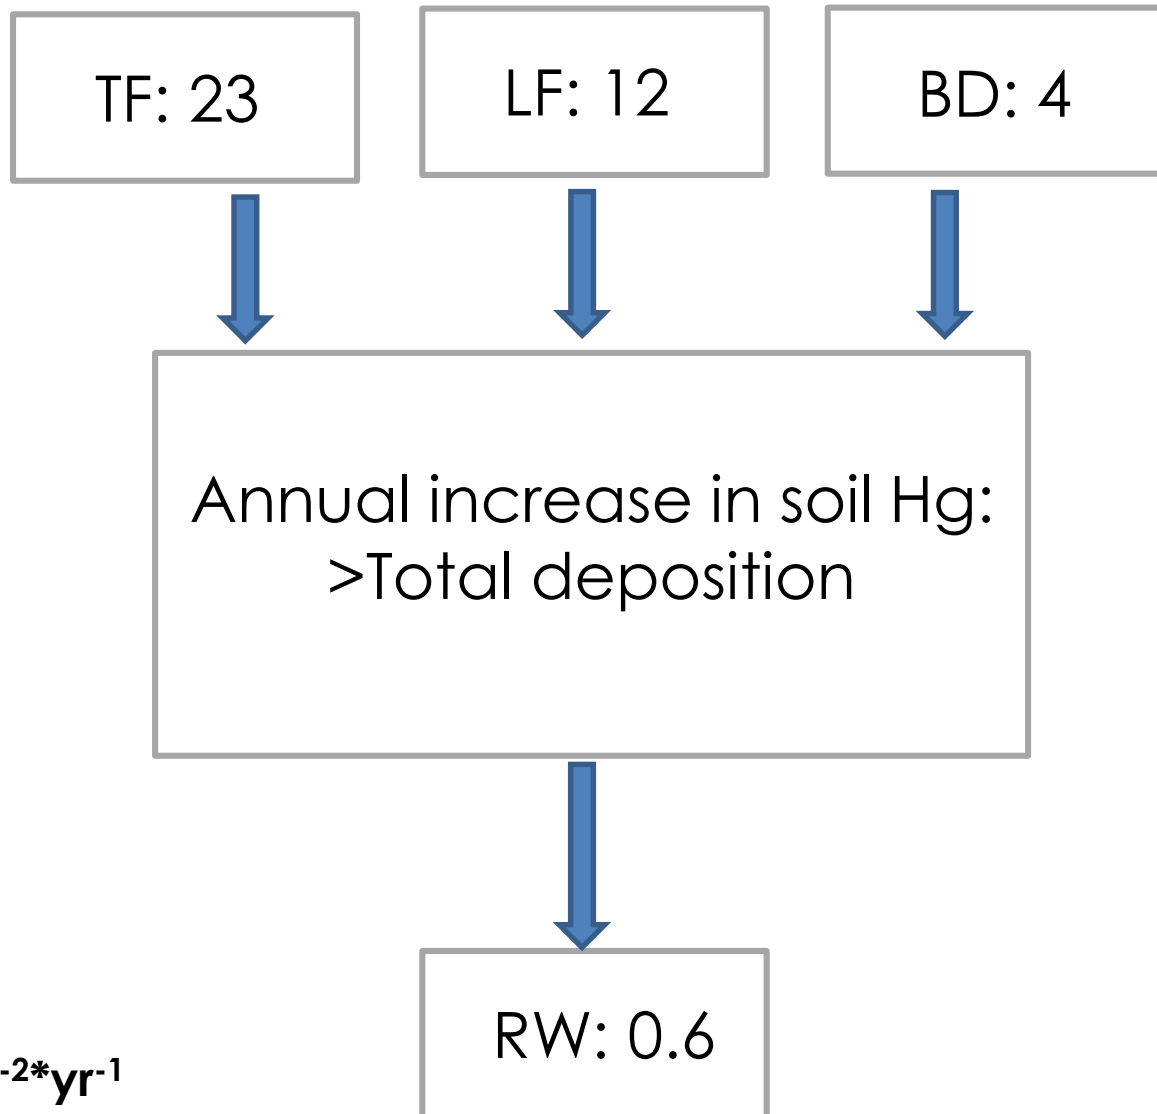 TF: 23
LF: 12
BD: 4
Annual increase in soil Hg:
>Total deposition
RW: 0.6
-2*yr-1